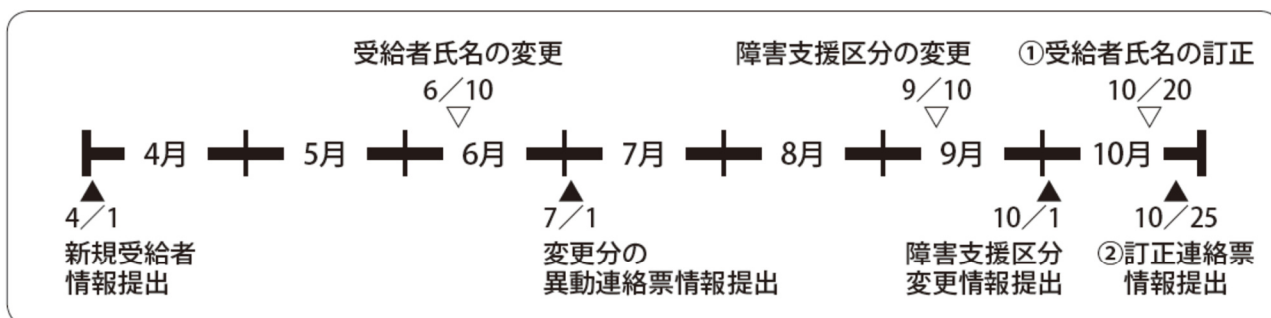 受給者氏名の変更
6／10
障害支援区分の変更
9／10
①受給者氏名の訂正
10／20
4月
5月
6月
7月
8月
9月
10月
4／1
新規受給者
情報提出
7／1
変更分の
異動連絡票情報提出
10／1
障害支援区分
変更情報提出
10／25
②訂正連絡票
情報提出